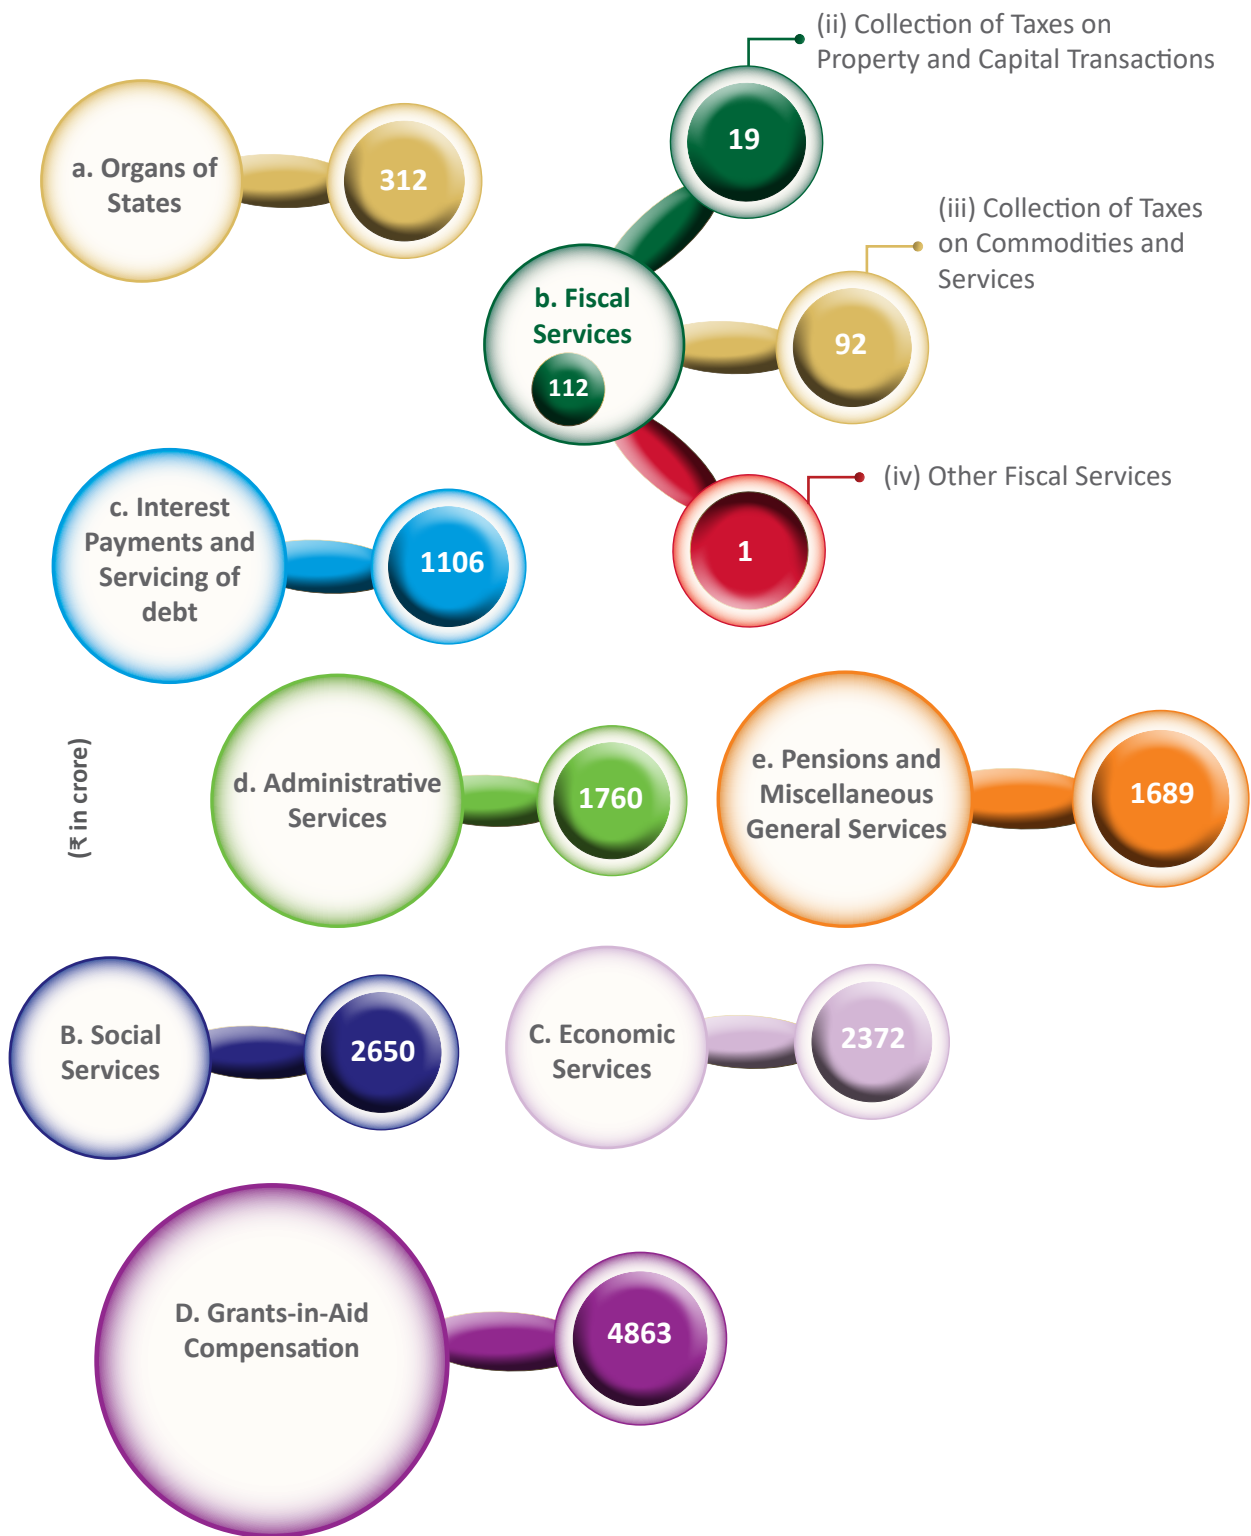 (ii) Collection of Taxes on
Property and Capital Transactions
19
a. Organs of
States
312
(iii) Collection of Taxes
on Commodities and
Services
b. Fiscal
Services
112
92
(iv) Other Fiscal Services
1
c. Interest
Payments and
Servicing of
debt
1106
(₹ in crore)
d. Administrative
Services
1760
e. Pensions and
Miscellaneous
General Services
1689
B. Social
Services
2650
C. Economic
Services
2372
D. Grants-in-Aid
Compensation
4863